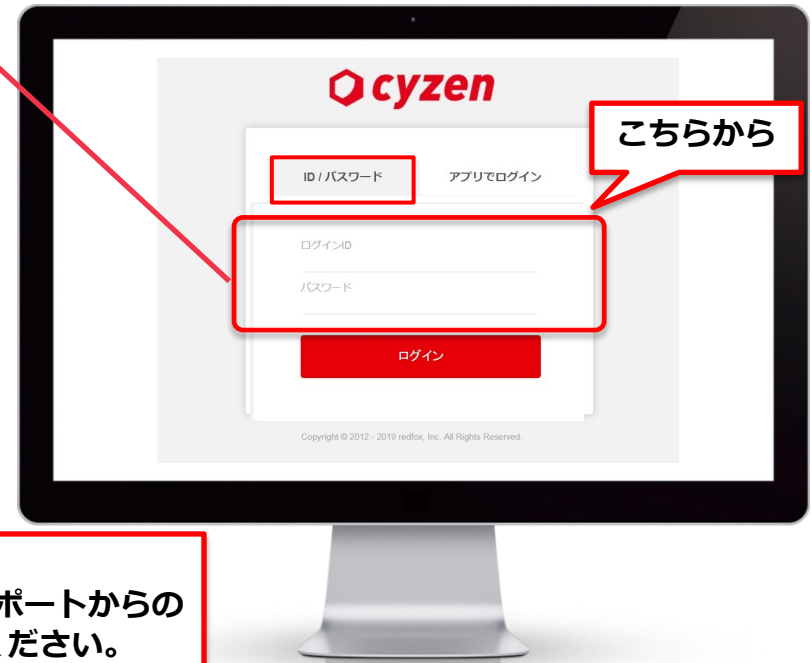 cyzen
こちらから
ID / パスワード
アプリでログイン
ログインID
パスワード
ログイン
Copyright © 2012 - 2019 redfox, Inc. All Rights Reserved.
ポートからの
ください。